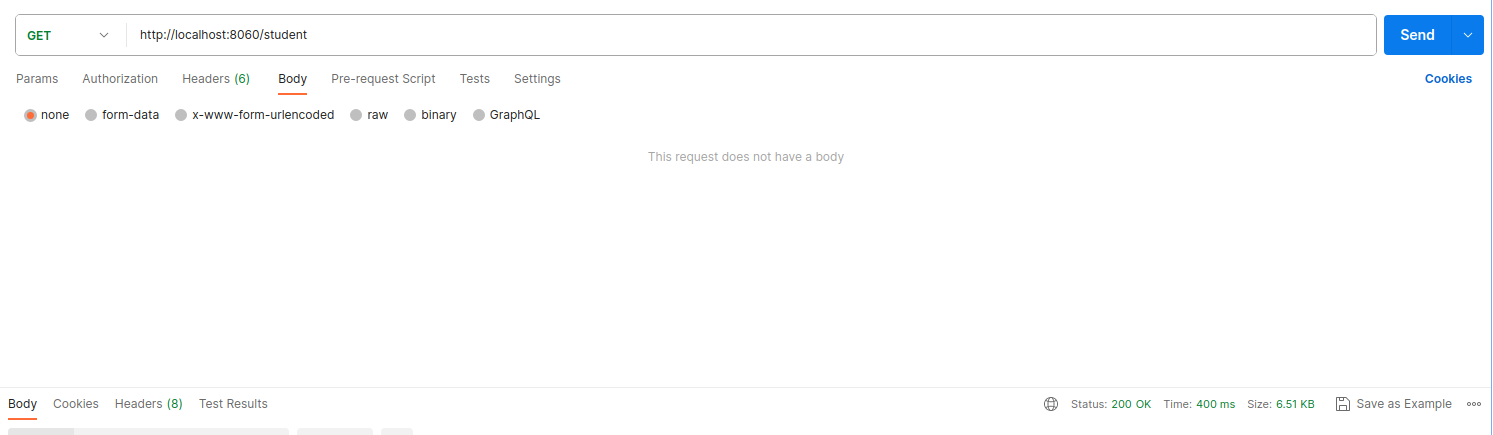 GET http://localhost:8060/student Send
Params Authorization Headers (6) Body Pre-request Script Tests Settings Cookies
none form-data x-www-form-urlencoded raw binary GraphQL
This request does not have a body
Body Cookies Headers (8) Test Results Status: 200 OK Time: 400 ms Size: 6.51 KB Save as Example